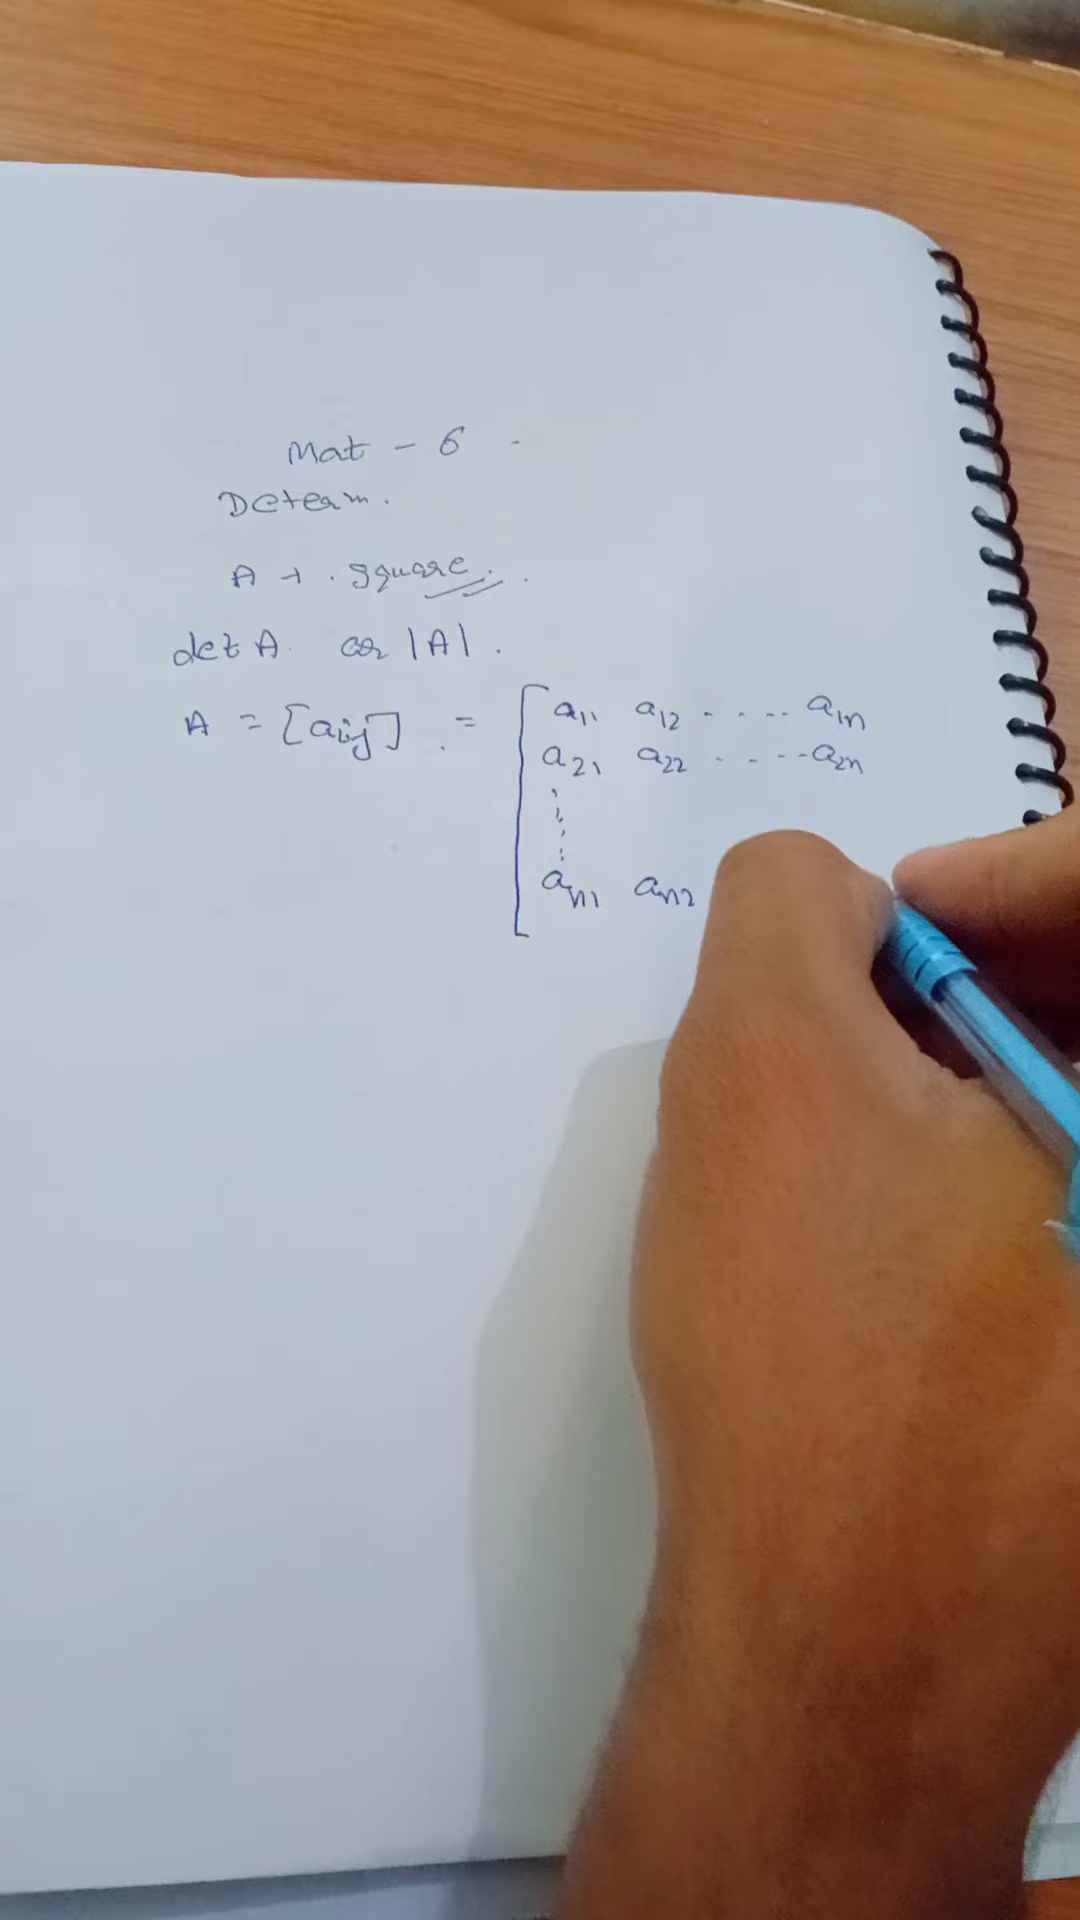 Mat - 6 -
Determ.
A → . square . .
det A. or |A| .
A = [aij] . = [ a11 a12 - . - . . a1n
a21 a22 - - . - - - a2n
⋮
an1 an2